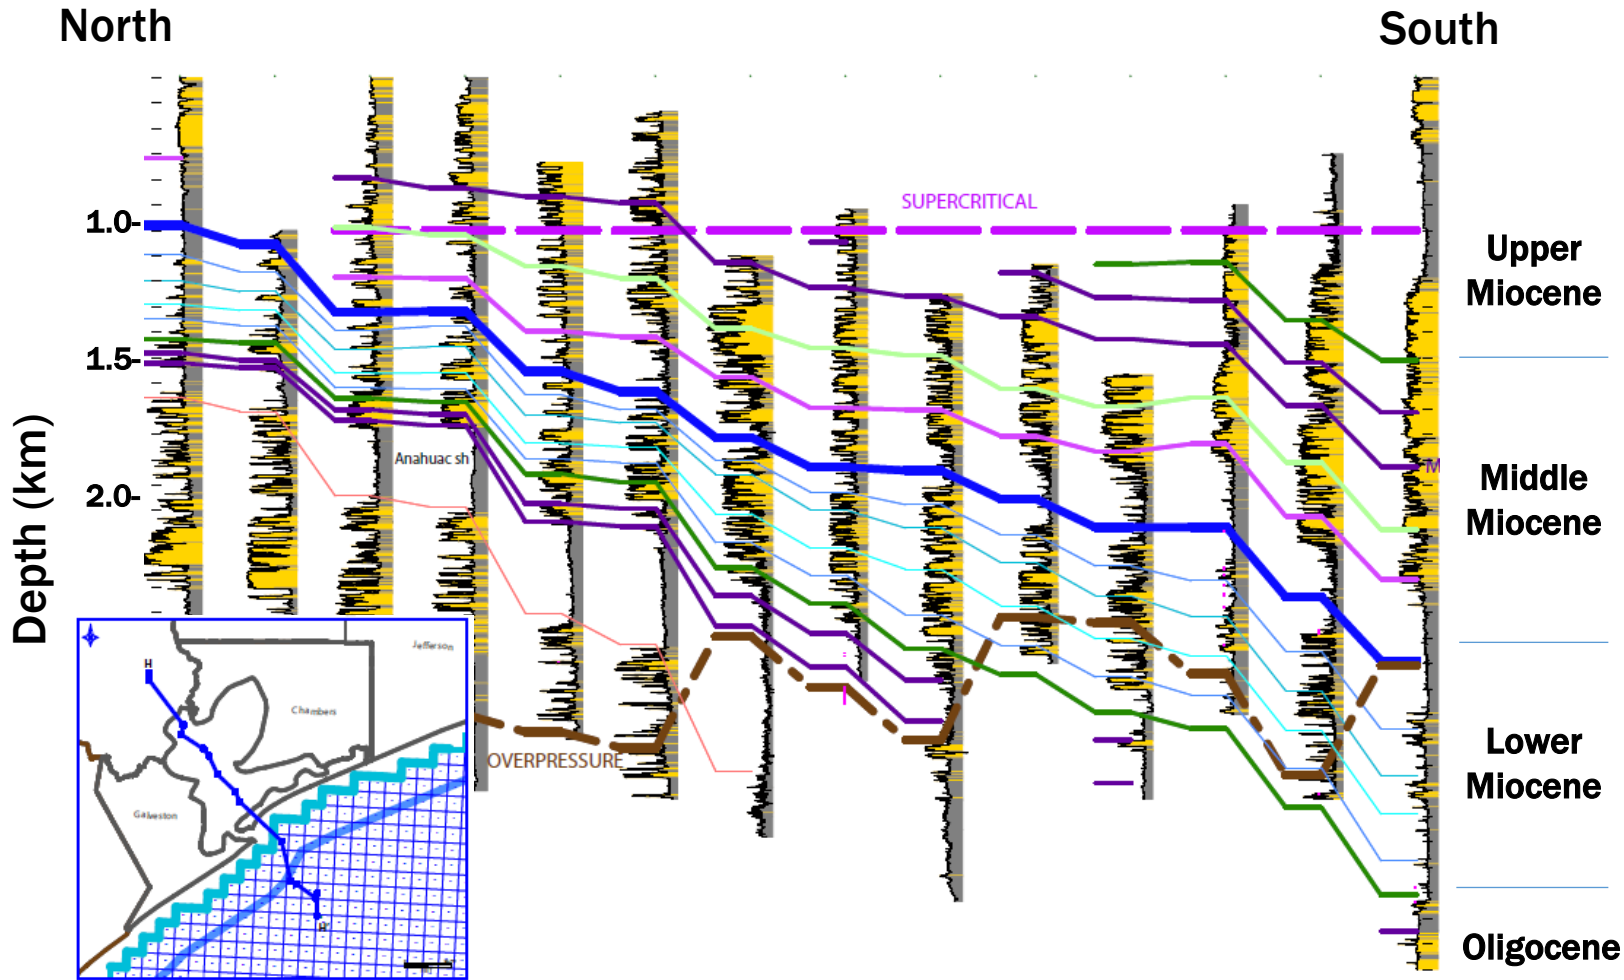 North
South
SUPERCRITICAL
1.0-
Upper
Miocene
1.5-
Anahuac sh
M
Middle
Miocene
2.0-
Depth (km)
Jefferson
H
Chambers
OVERPRESSURE
Galveston
H'
Lower
Miocene
Oligocene